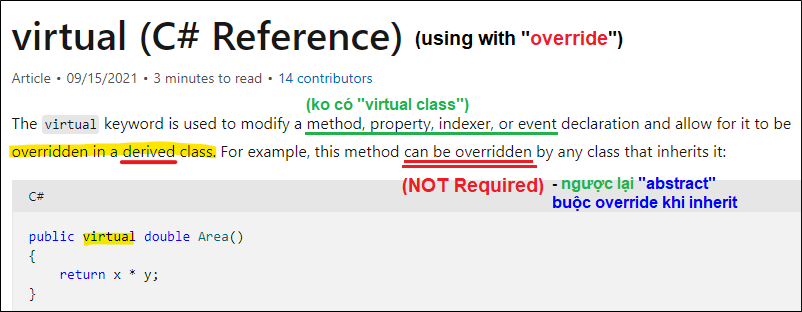 virtual (C# Reference) (using with "override")
Article • 09/15/2021 • 3 minutes to read • 14 contributors
(ko có "virtual class")
The virtual keyword is used to modify a method, property, indexer, or event declaration and allow for it to be
overridden in a derived class. For example, this method can be overridden by any class that inherits it:
(NOT Required) - ngược lại "abstract"
buộc override khi inherit
C#
public virtual double Area()
{
return x * y;
}